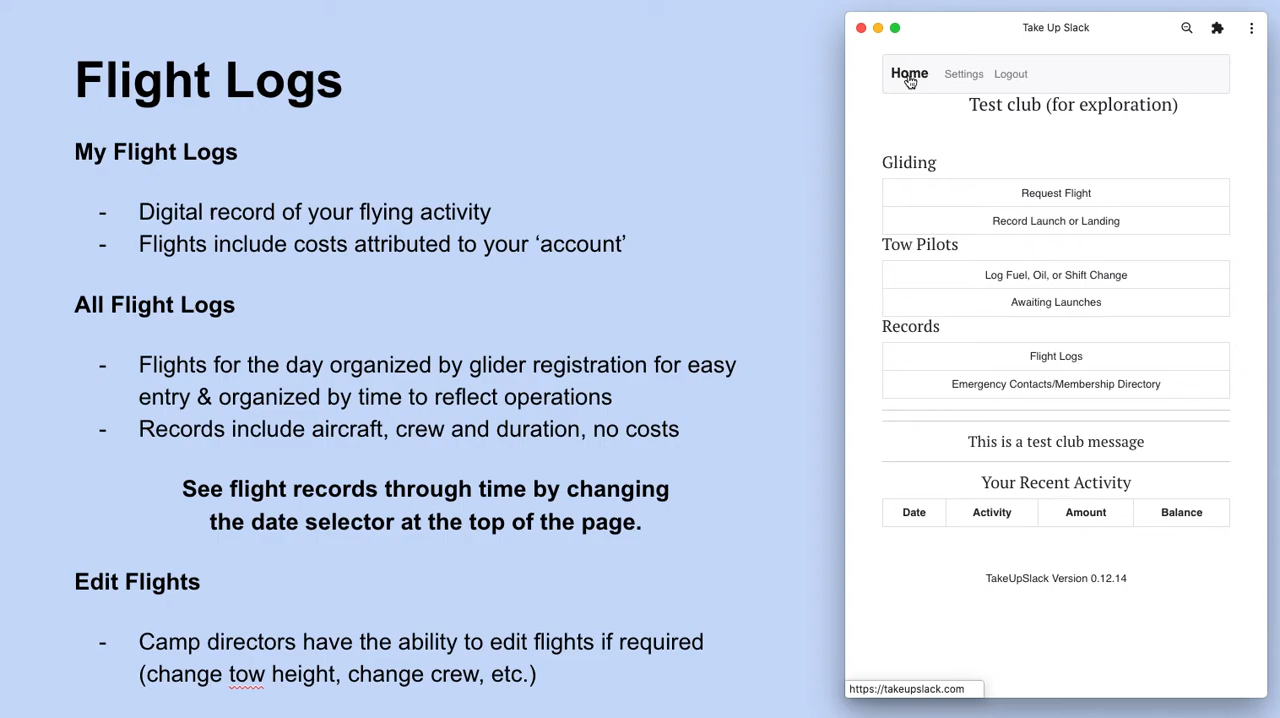 Flight Logs
My Flight Logs
- Digital record of your flying activity
- Flights include costs attributed to your ‘account’
All Flight Logs
- Flights for the day organized by glider registration for easy
entry & organized by time to reflect operations
- Records include aircraft, crew and duration, no costs
See flight records through time by changing
the date selector at the top of the page.
Edit Flights
- Camp directors have the ability to edit flights if required
(change tow height, change crew, etc.)
Take Up Slack
Home Settings Logout
Test club (for exploration)
Gliding
Request Flight
Record Launch or Landing
Tow Pilots
Log Fuel, Oil, or Shift Change
Awaiting Launches
Records
Flight Logs
Emergency Contacts/Membership Directory
This is a test club message
Your Recent Activity
Date Activity Amount Balance
TakeUpSlack Version 0.12.14
https://takeupslack.com